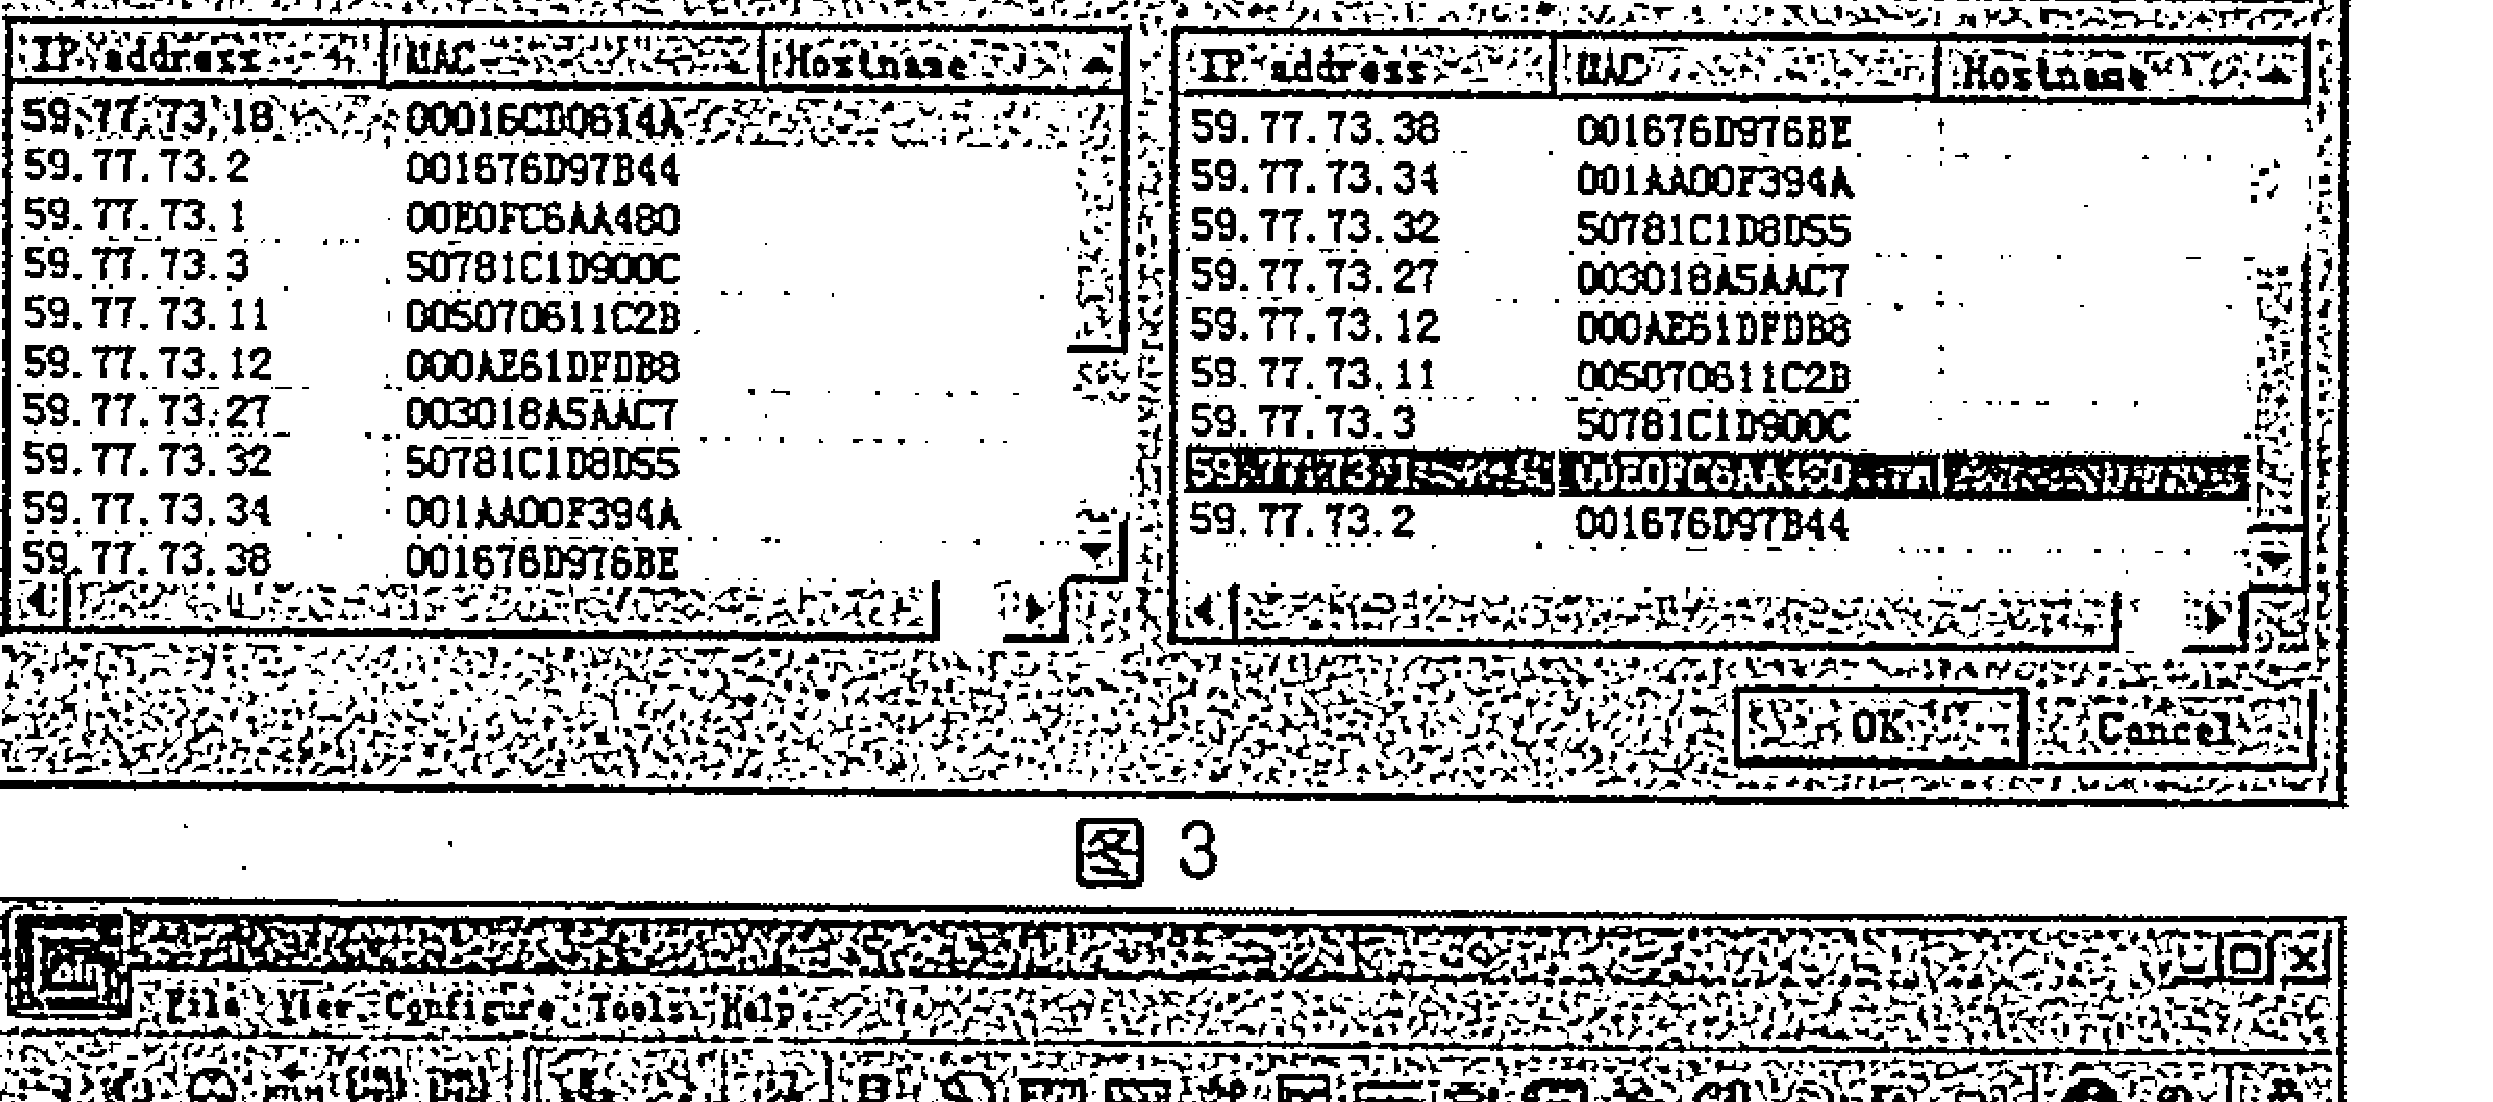 IP address MAC Hostname
59.77.73.18 00016CD0614A
59.77.73.2 001676D97B44
59.77.73.1 00E0FC6AA480
59.77.73.3 50781C1D900C
59.77.73.11 005070611C2B
59.77.73.12 000AE61DFDB8
59.77.73.27 003018A5AAC7
59.77.73.32 50781C1D8D55
59.77.73.34 001AA00F394A
59.77.73.38 001676D976BE
IP address MAC Hostname
59.77.73.38 001676D976BE
59.77.73.34 001AA00F394A
59.77.73.32 50781C1D8D55
59.77.73.27 003018A5AAC7
59.77.73.12 000AE61DFDB8
59.77.73.11 005070611C2B
59.77.73.3 50781C1D900C
59.77.73.1 00E0FC6AA480
59.77.73.2 001676D97B44
OK Cancel
图 3
File View Configure Tools Help